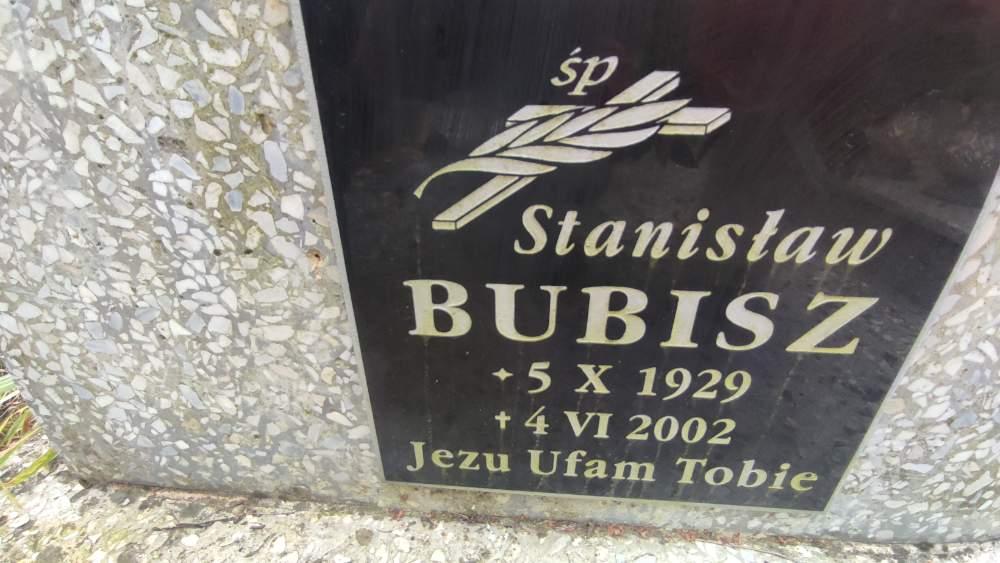 śp
Stanisław
BUBISZ
✦ 5 X 1929
† 4 VI 2002
Jezu Ufam Tobie